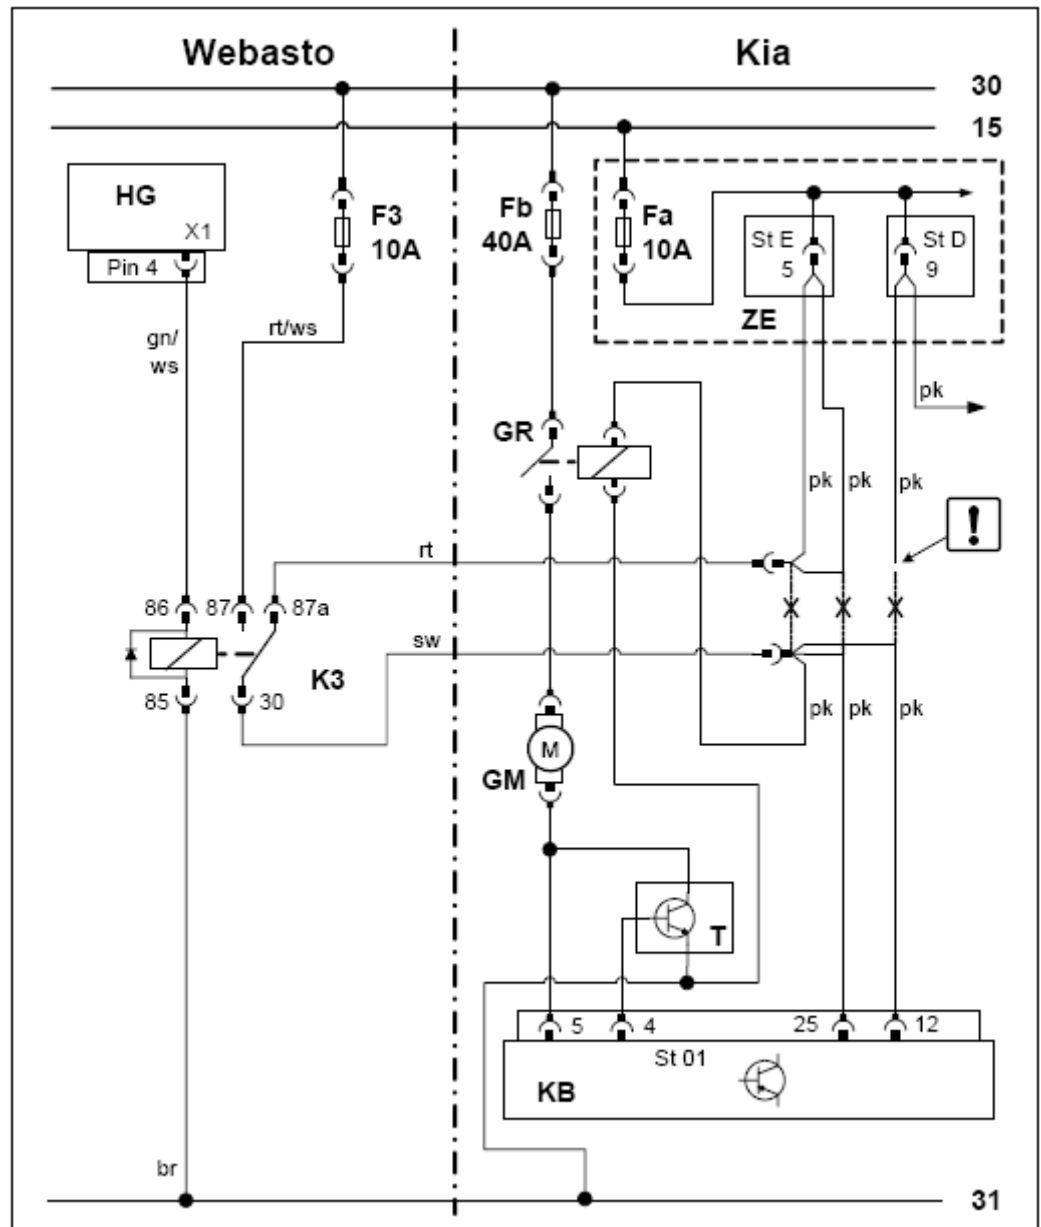 Webasto
Kia
30
15
HG
X1
Pin 4
F3
10A
Fb
40A
Fa
10A
St E
5
St D
9
ZE
gn/
ws
rt/ws
pk
GR
pk
pk
pk
!
rt
86
87
87a
sw
K3
85
30
pk
pk
pk
M
GM
T
5
4
25
12
St 01
KB
br
31